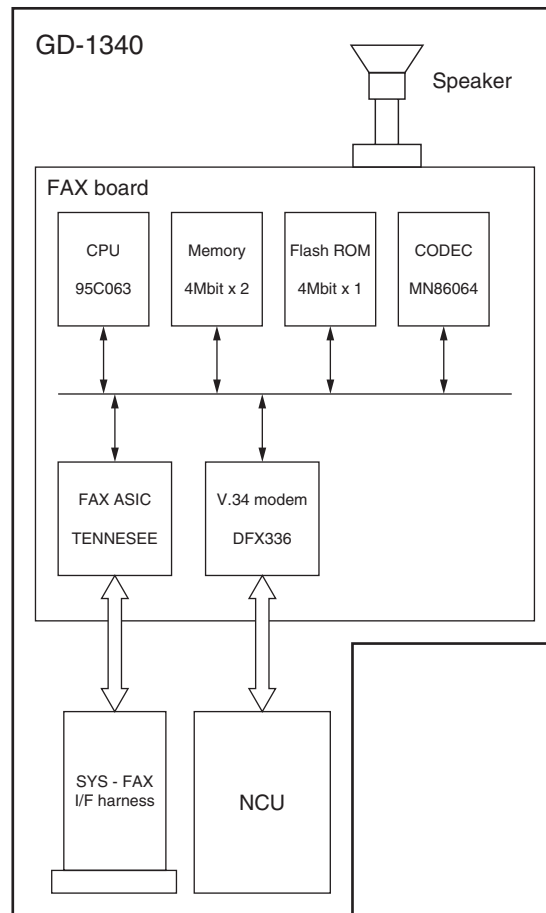 GD-1340
Speaker
FAX board
CPU
95C063
Memory
4Mbit x 2
Flash ROM
4Mbit x 1
CODEC
MN86064
FAX ASIC
TENNESEE
V.34 modem
DFX336
SYS - FAX
I/F harness
NCU